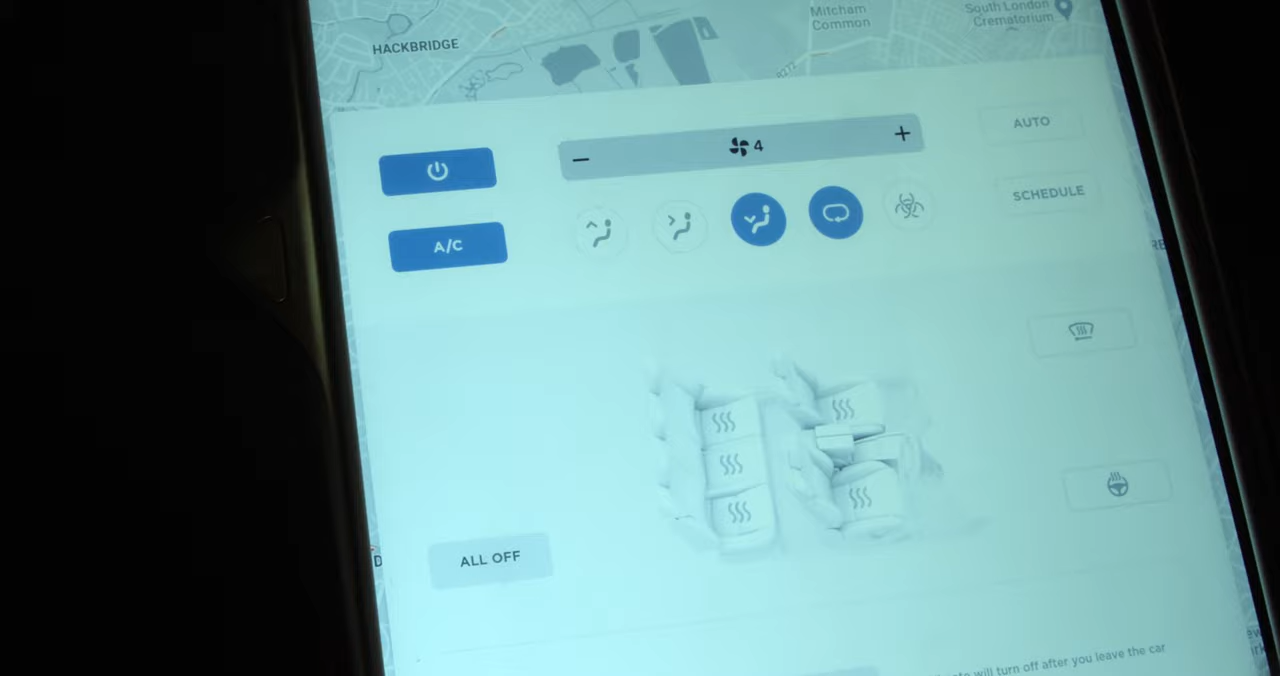 Mitcham
Common
South London
Crematorium
HACKBRIDGE
AUTO
− 4 +
SCHEDULE
A/C
ALL OFF
will turn off after you leave the car